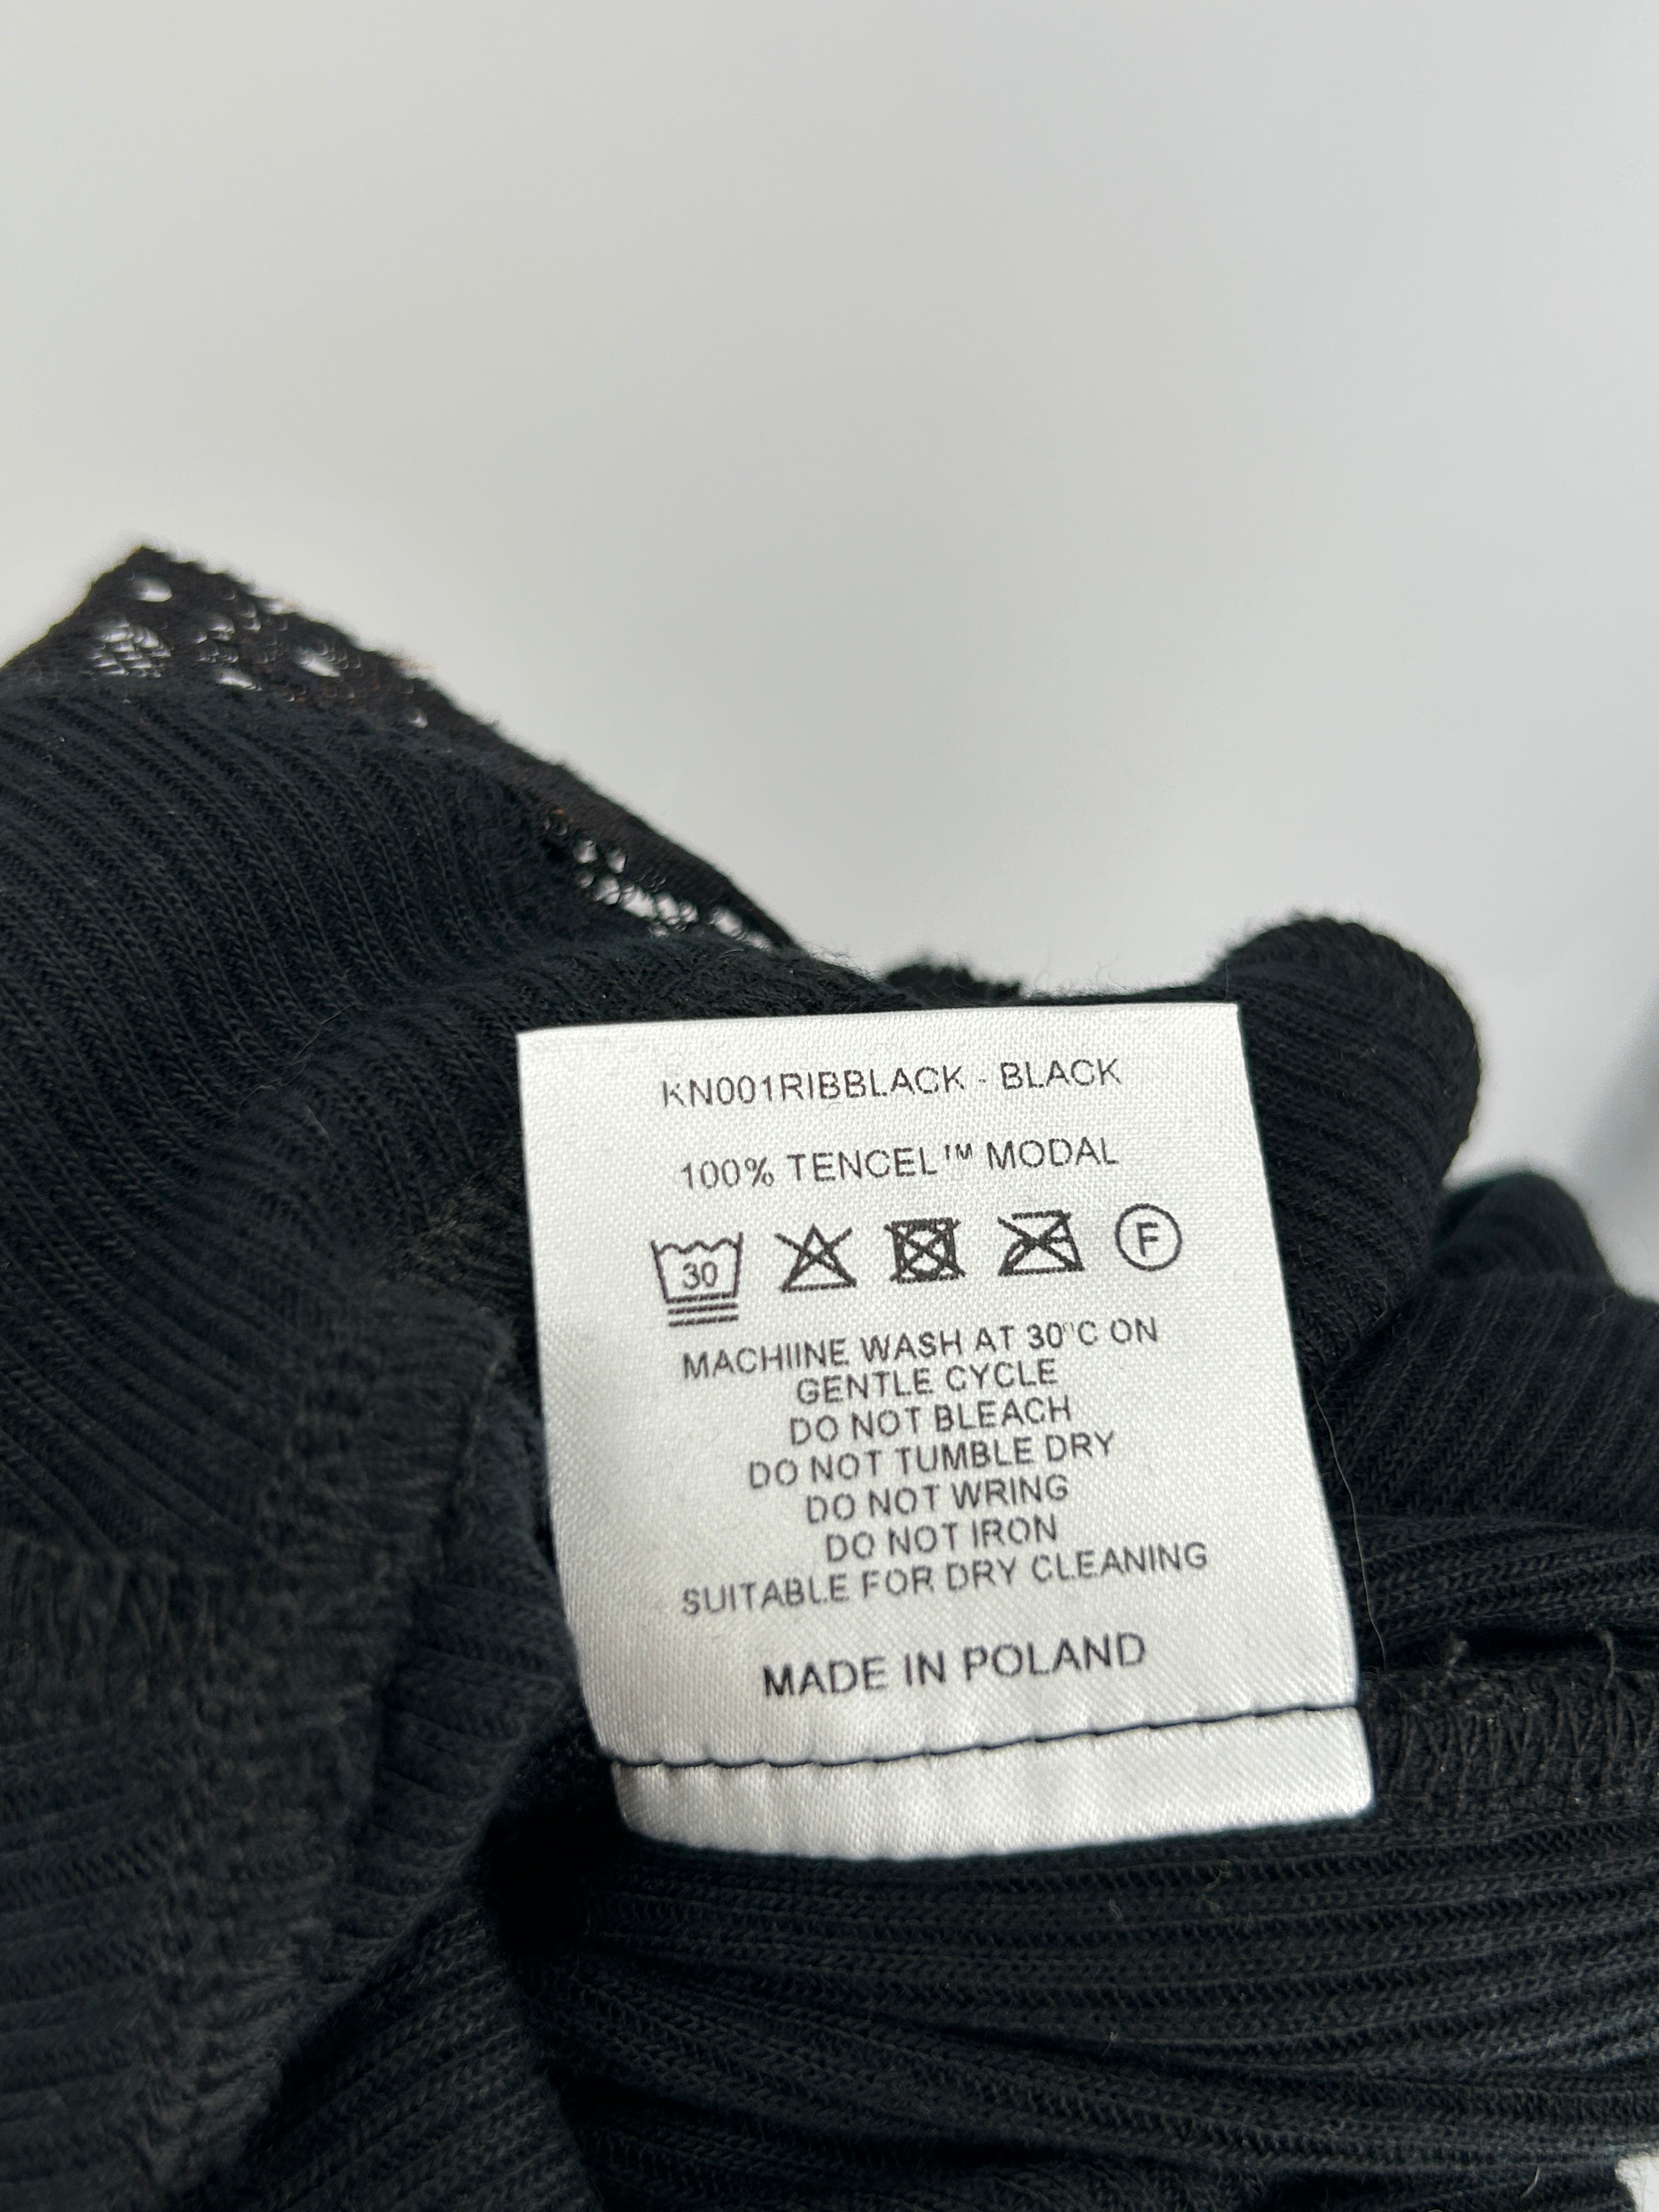 KN001RIBBLACK - BLACK
100% TENCEL™ MODAL
30 F
MACHIINE WASH AT 30°C ON
GENTLE CYCLE
DO NOT BLEACH
DO NOT TUMBLE DRY
DO NOT WRING
DO NOT IRON
SUITABLE FOR DRY CLEANING
MADE IN POLAND